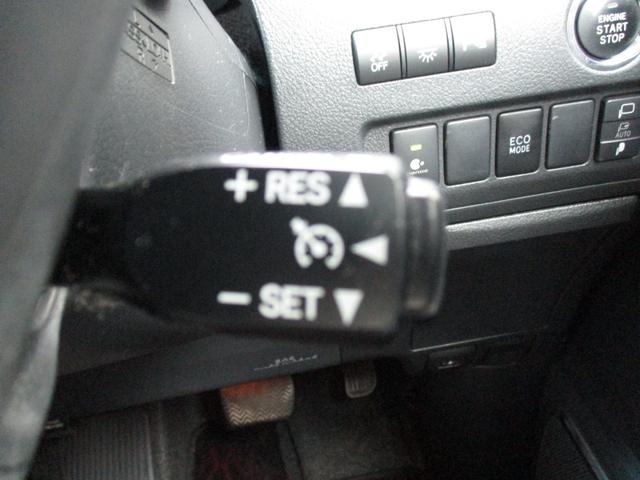 ENGINE
START
STOP
OFF
ECO
MODE
AUTO
+ RES
- SET